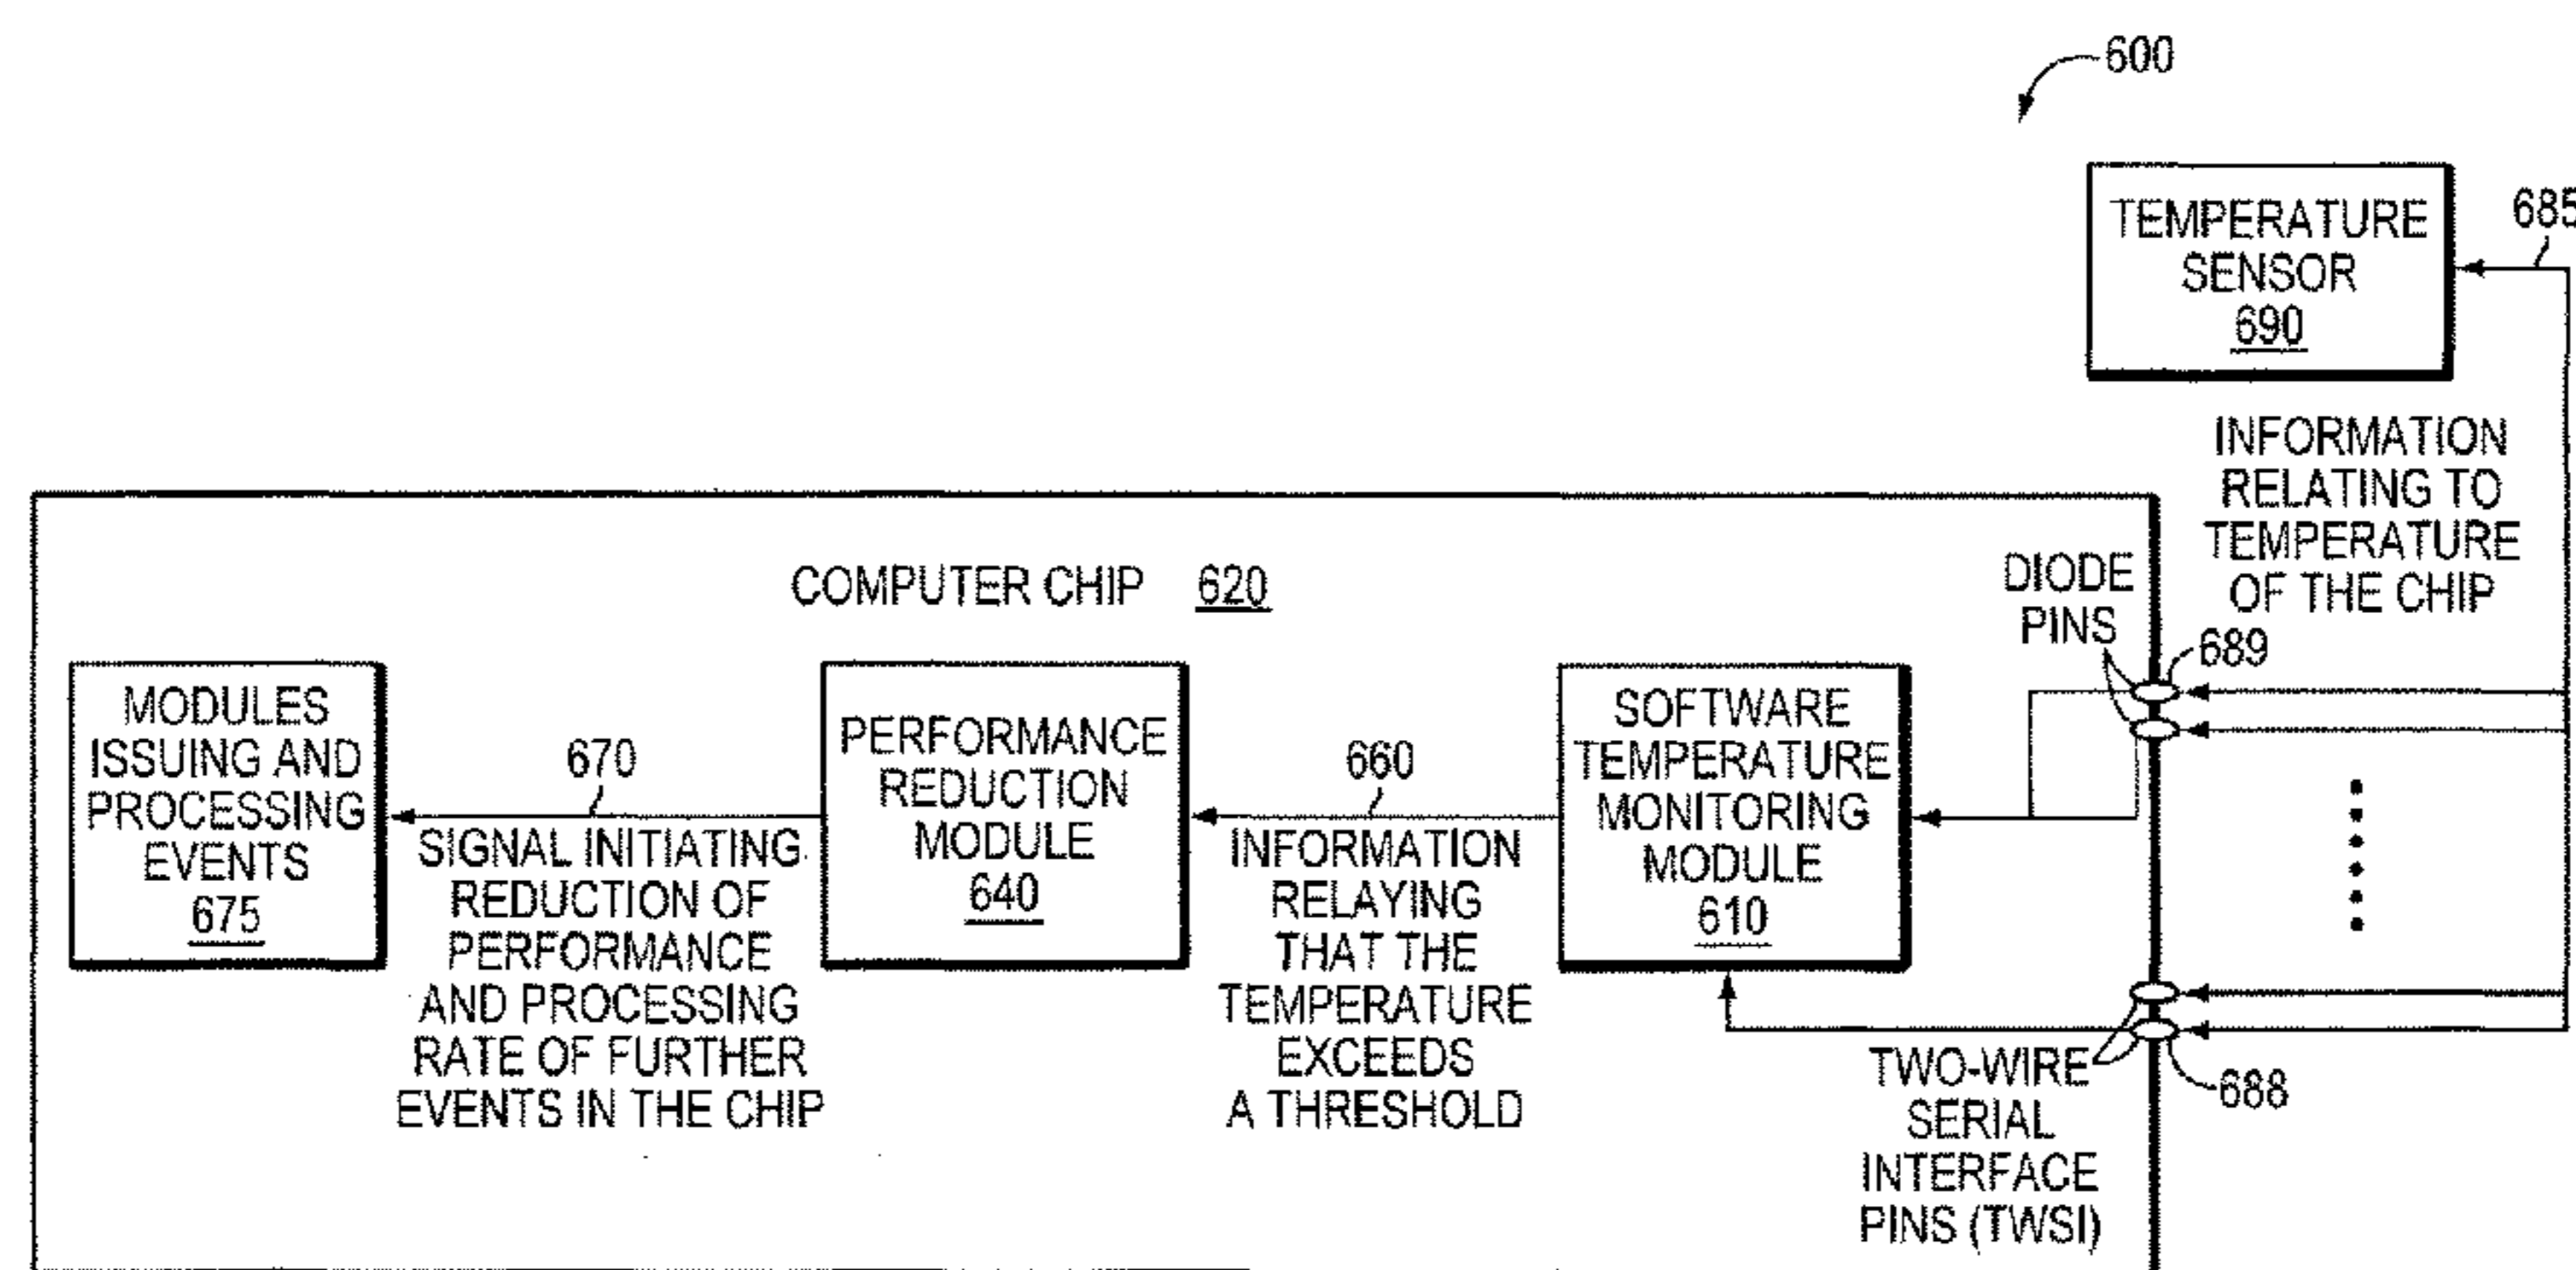 600
TEMPERATURE
SENSOR
690
685
INFORMATION
RELATING TO
TEMPERATURE
OF THE CHIP
COMPUTER CHIP 620
DIODE
PINS
689
MODULES
ISSUING AND
PROCESSING
EVENTS
675
670
SIGNAL INITIATING
REDUCTION OF
PERFORMANCE
AND PROCESSING
RATE OF FURTHER
EVENTS IN THE CHIP
PERFORMANCE
REDUCTION
MODULE
640
660
INFORMATION
RELAYING
THAT THE
TEMPERATURE
EXCEEDS
A THRESHOLD
SOFTWARE
TEMPERATURE
MONITORING
MODULE
610
TWO-WIRE
SERIAL
INTERFACE
PINS (TWSI)
688